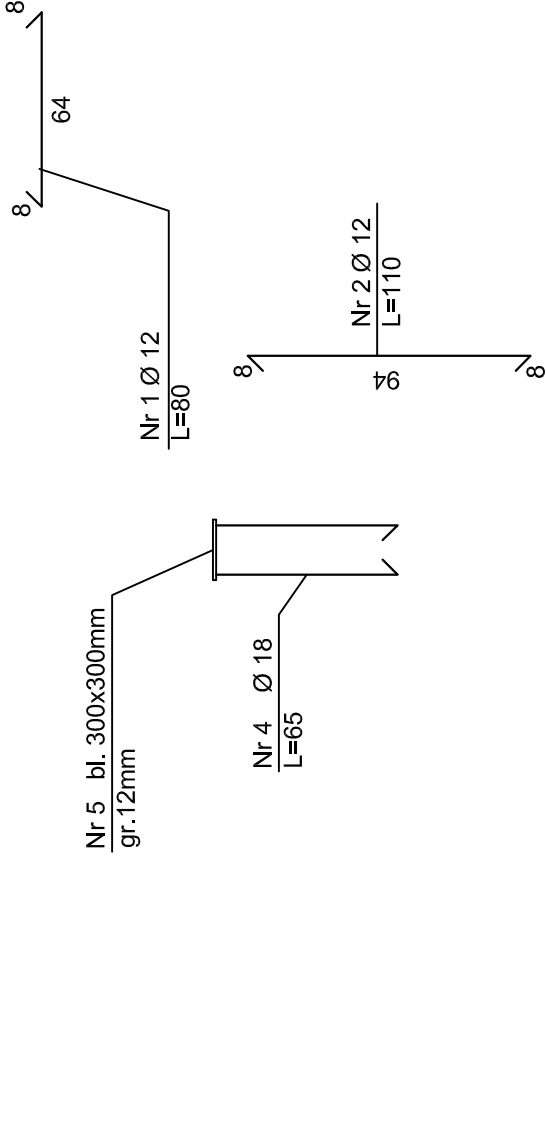 8
64
8
Nr 1 Ø 12
L=80
Nr 2 Ø 12
L=110
8
94
8
Nr 5 bl. 300x300mm
gr.12mm
Nr 4 Ø 18
L=65